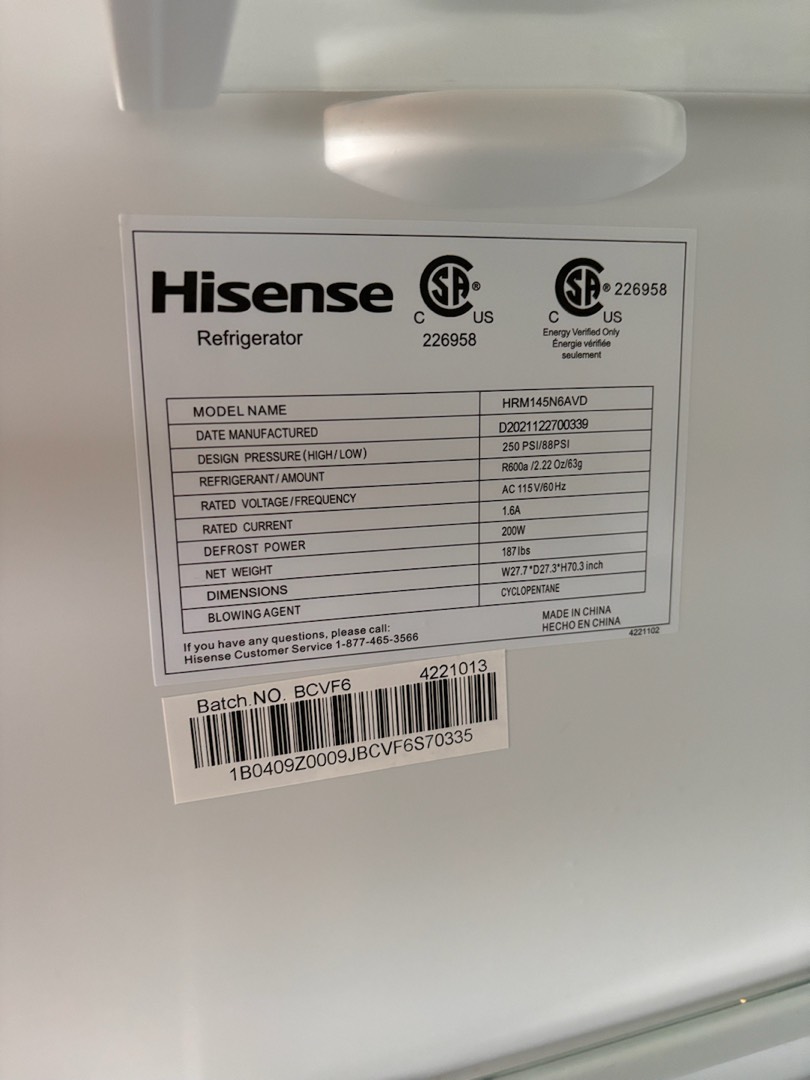 Hisense
Refrigerator
CSA®
C US
226958
CSA® 226958
C US
Energy Verified Only
Énergie vérifiée
seulement
MODEL NAME HRM145N6AVD
DATE MANUFACTURED D2021122700339
DESIGN PRESSURE (HIGH/LOW) 250 PSI/88PSI
REFRIGERANT/AMOUNT R600a /2.22 Oz/63g
RATED VOLTAGE/FREQUENCY AC 115V/60Hz
RATED CURRENT 1.6A
DEFROST POWER 200W
NET WEIGHT 187lbs
DIMENSIONS W27.7*D27.3*H70.3 inch
BLOWING AGENT CYCLOPENTANE
If you have any questions, please call:
Hisense Customer Service 1-877-465-3566
MADE IN CHINA
HECHO EN CHINA
4221102
Batch.NO. BCVF6 4221013
1B0409Z0009JBCVF6S70335